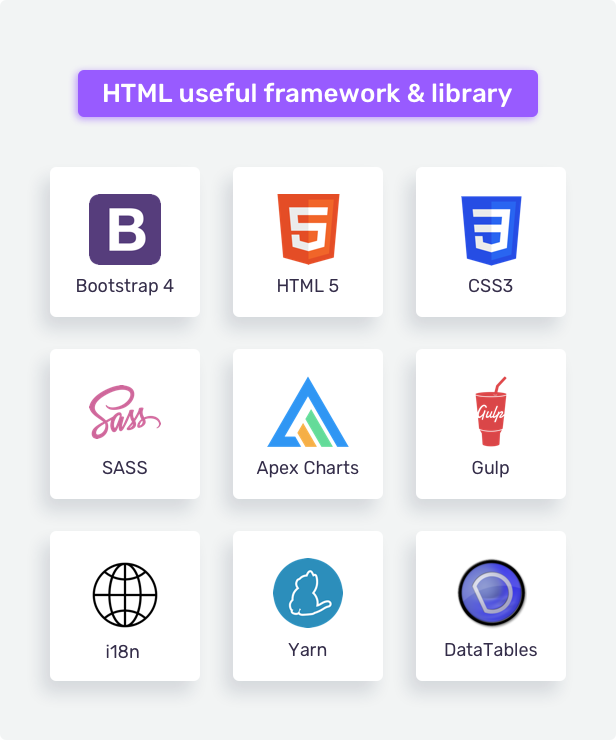 HTML useful framework & library
B
Bootstrap 4
5
HTML 5
3
CSS3
Sass
SASS
Apex Charts
Gulp
Gulp
i18n
Yarn
D
DataTables